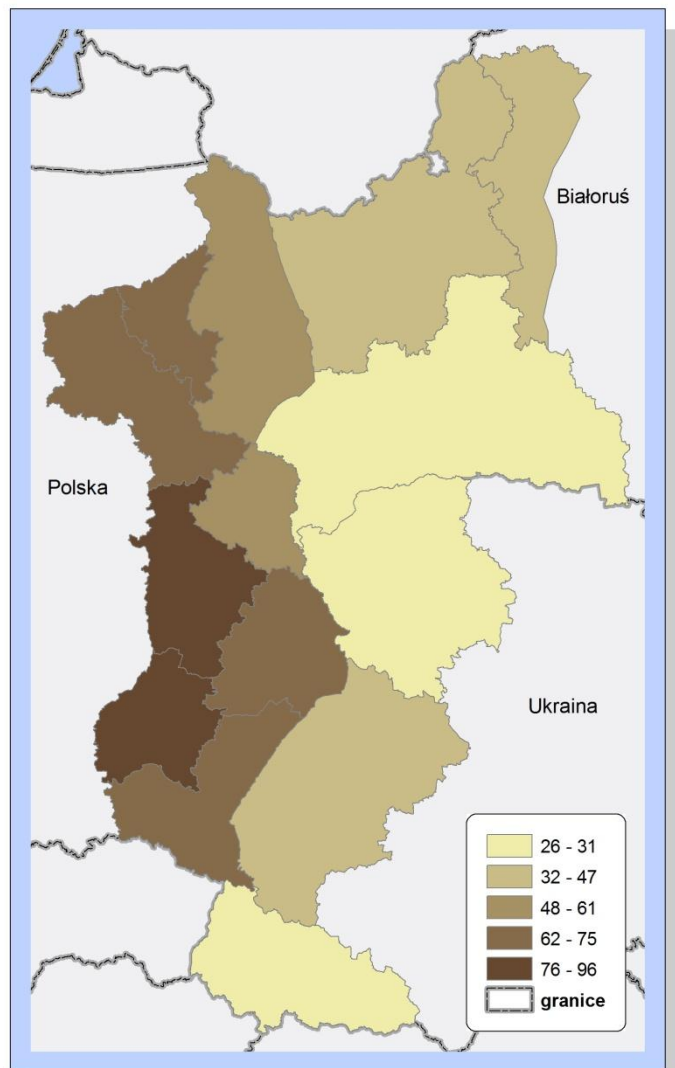 Białoruś
Polska
Ukraina
26 - 31
32 - 47
48 - 61
62 - 75
76 - 96
granice